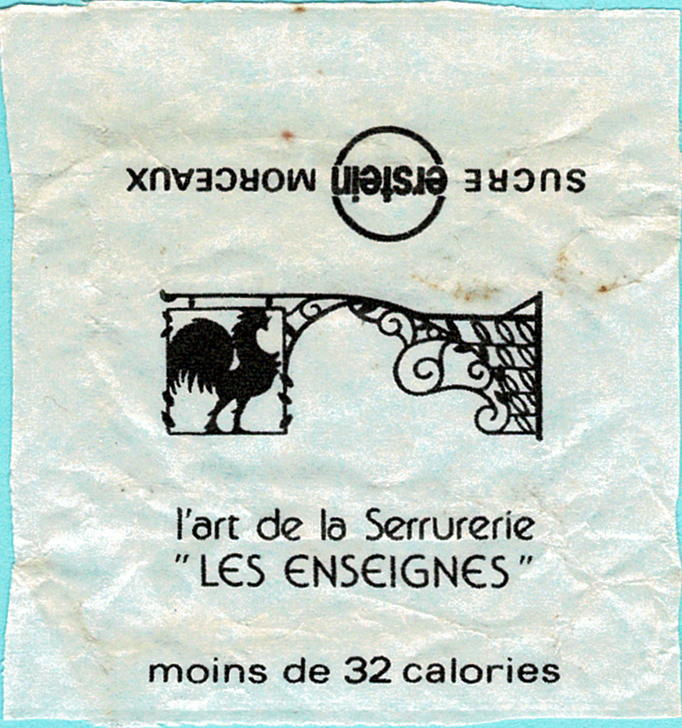 SUCRE erstein MORCEAUX
l'art de la Serrurerie
"LES ENSEIGNES"
moins de 32 calories